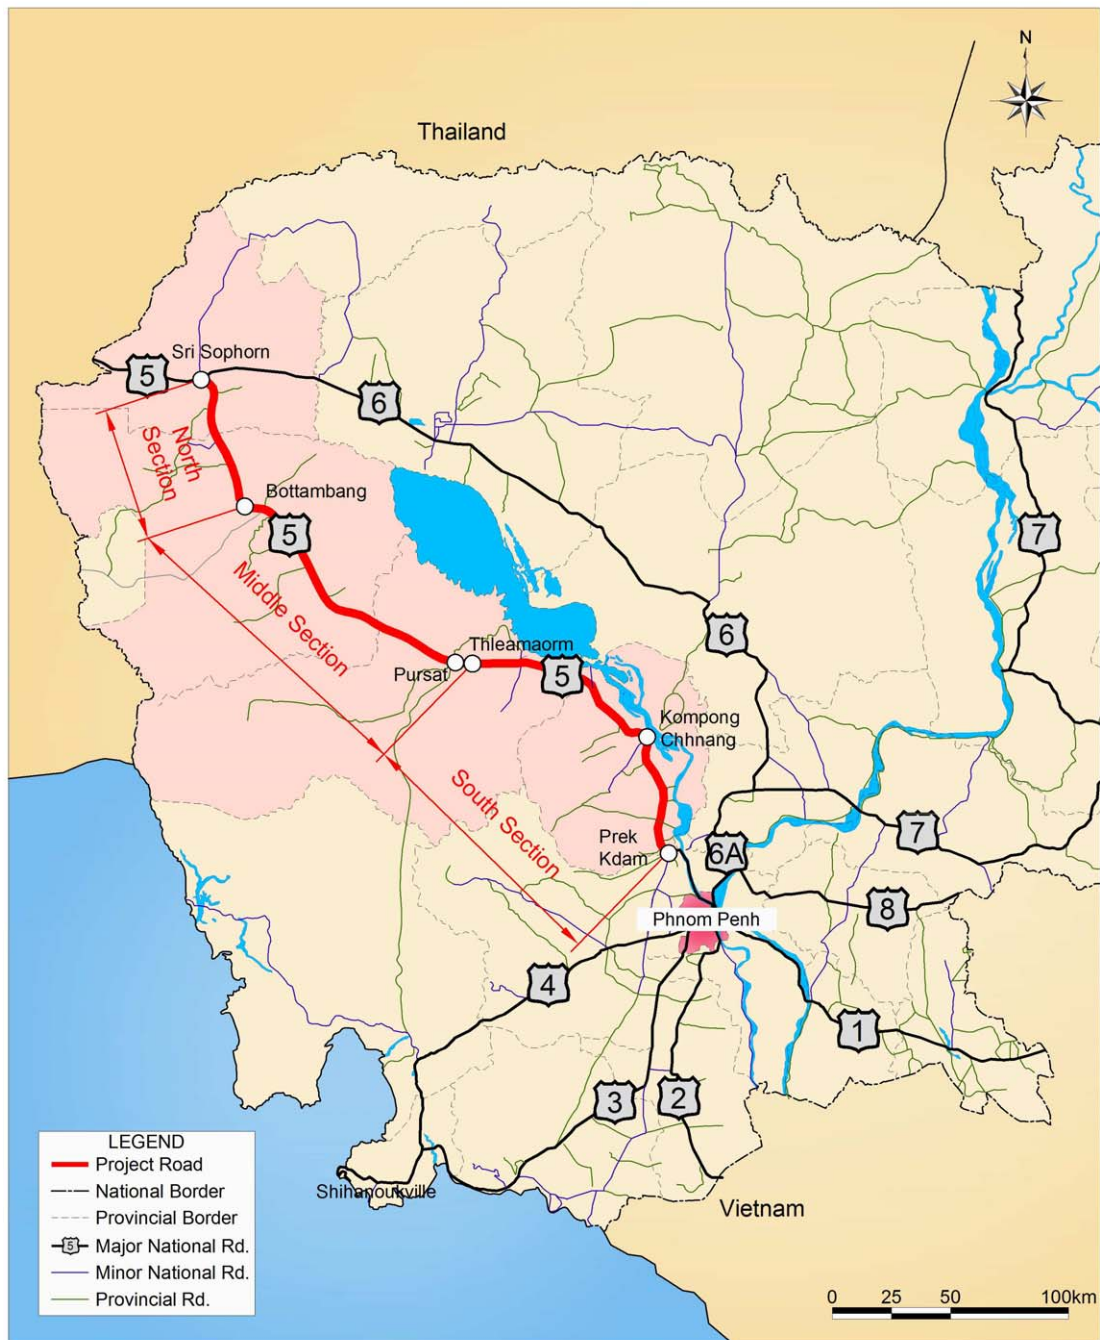 N
Thailand
Sri Sophorn
5
6
North
Section
Bottambang
5
7
Middle Section
6
Thleamaorm
Pursat
5
Kompong
Chhnang
South Section
Prek
Kdam
7
6A
8
Phnom Penh
4
1
3
2
Shihanoukville
Vietnam
LEGEND
Project Road
National Border
Provincial Border
5 Major National Rd.
Minor National Rd.
Provincial Rd.
0 25 50 100km